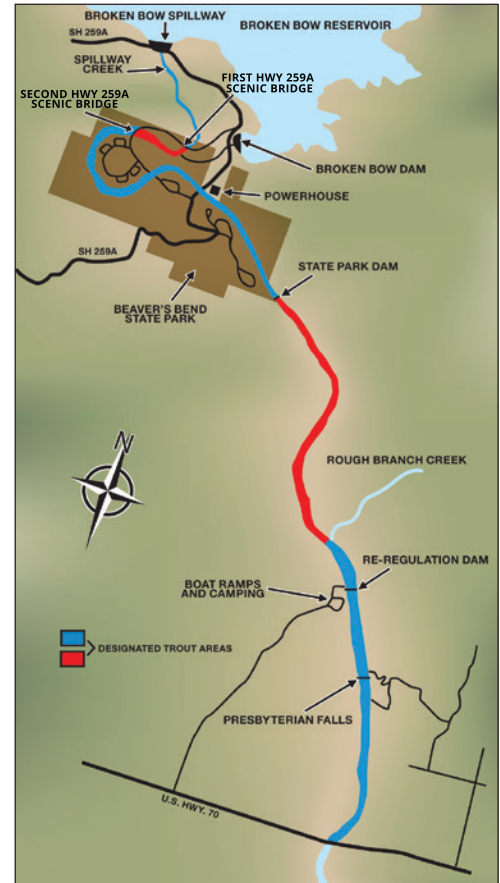 BROKEN BOW SPILLWAY
BROKEN BOW RESERVOIR
SH 259A
SPILLWAY
CREEK
FIRST HWY 259A
SCENIC BRIDGE
SECOND HWY 259A
SCENIC BRIDGE
BROKEN BOW DAM
POWERHOUSE
SH 259A
STATE PARK DAM
BEAVER'S BEND
STATE PARK
N
ROUGH BRANCH CREEK
RE-REGULATION DAM
BOAT RAMPS
AND CAMPING
DESIGNATED TROUT AREAS
PRESBYTERIAN FALLS
U.S. HWY. 70